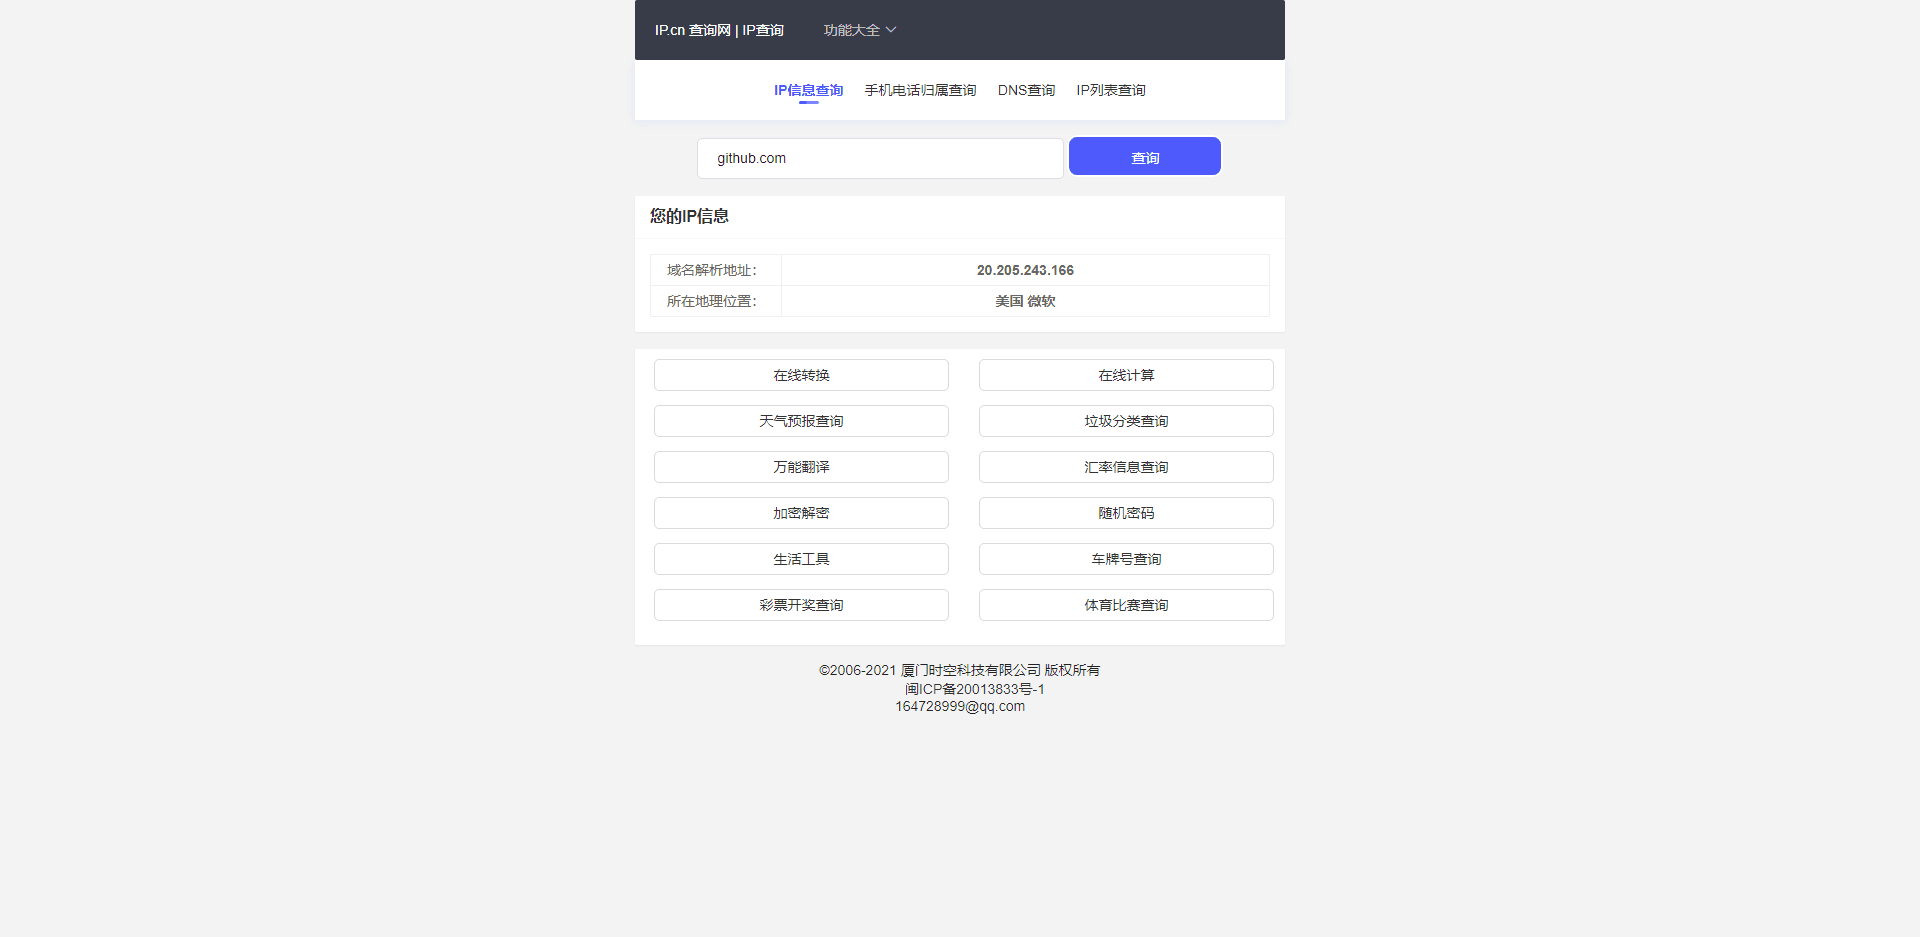 IP.cn 查询网 | IP查询 功能大全
IP信息查询 手机电话归属查询 DNS查询 IP列表查询
github.com 查询
您的IP信息
域名解析地址： 20.205.243.166
所在地理位置： 美国 微软
在线转换 在线计算
天气预报查询 垃圾分类查询
万能翻译 汇率信息查询
加密解密 随机密码
生活工具 车牌号查询
彩票开奖查询 体育比赛查询
©2006-2021 厦门时空科技有限公司 版权所有
闽ICP备20013833号-1
164728999@qq.com